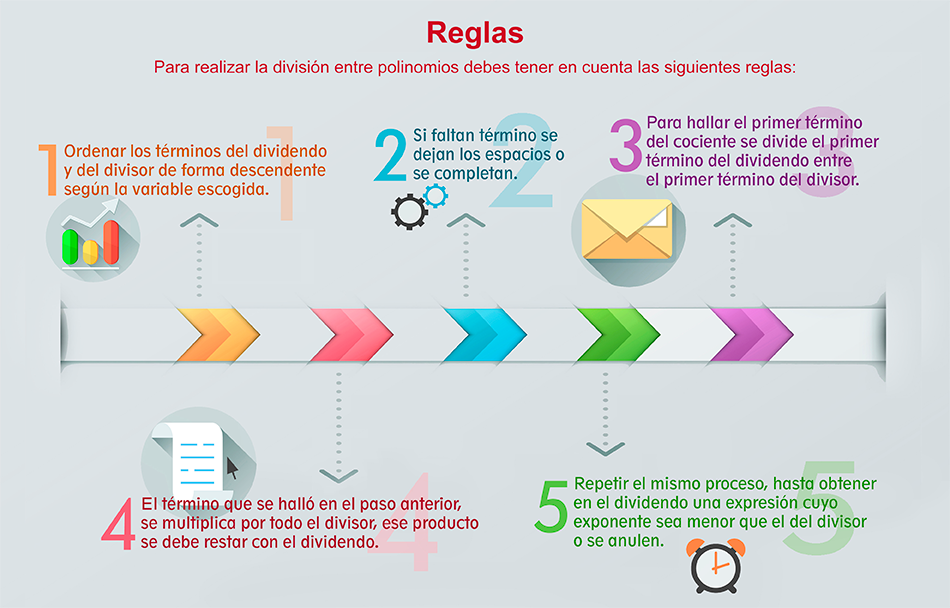 Reglas
Para realizar la división entre polinomios debes tener en cuenta las siguientes reglas:
1 Ordenar los términos del dividendo
y del divisor de forma descendente
según la variable escogida.
2 Si faltan término se
dejan los espacios o
se completan.
3 Para hallar el primer término
del cociente se divide el primer
término del dividendo entre
el primer término del divisor.
4 El término que se halló en el paso anterior,
se multiplica por todo el divisor, ese producto
se debe restar con el dividendo.
5 Repetir el mismo proceso, hasta obtener
en el dividendo una expresión cuyo
exponente sea menor que el del divisor
o se anulen.